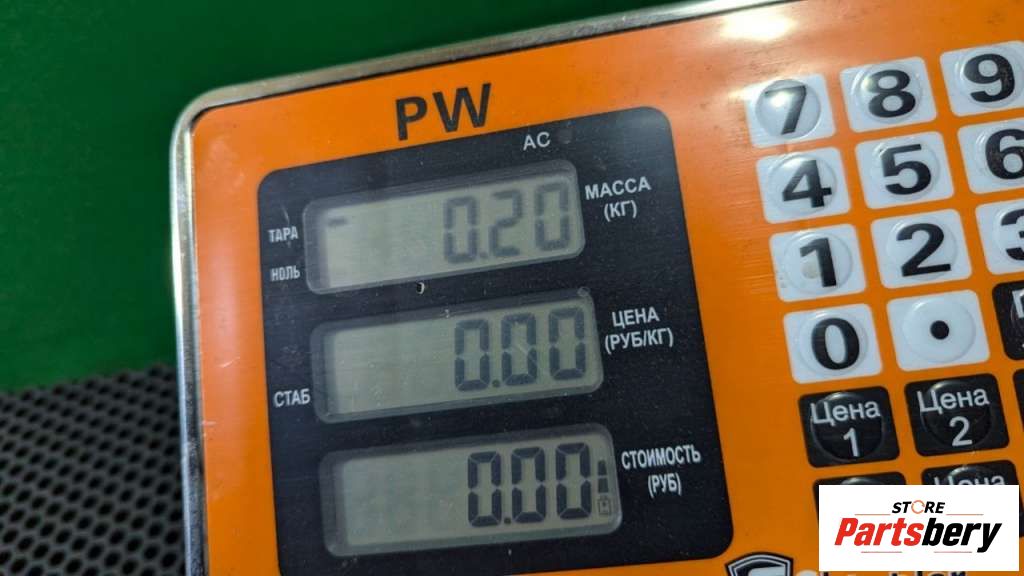 PW
AC
ТАРА
НОЛЬ
- 0.20
МАССА
(КГ)
СТАБ
0.00
ЦЕНА
(РУБ/КГ)
0.00
СТОИМОСТЬ
(РУБ)
7 8 9
4 5 6
1 2 3
0 •
Цена
1
Цена
2
Цена
STORE
Partsbery